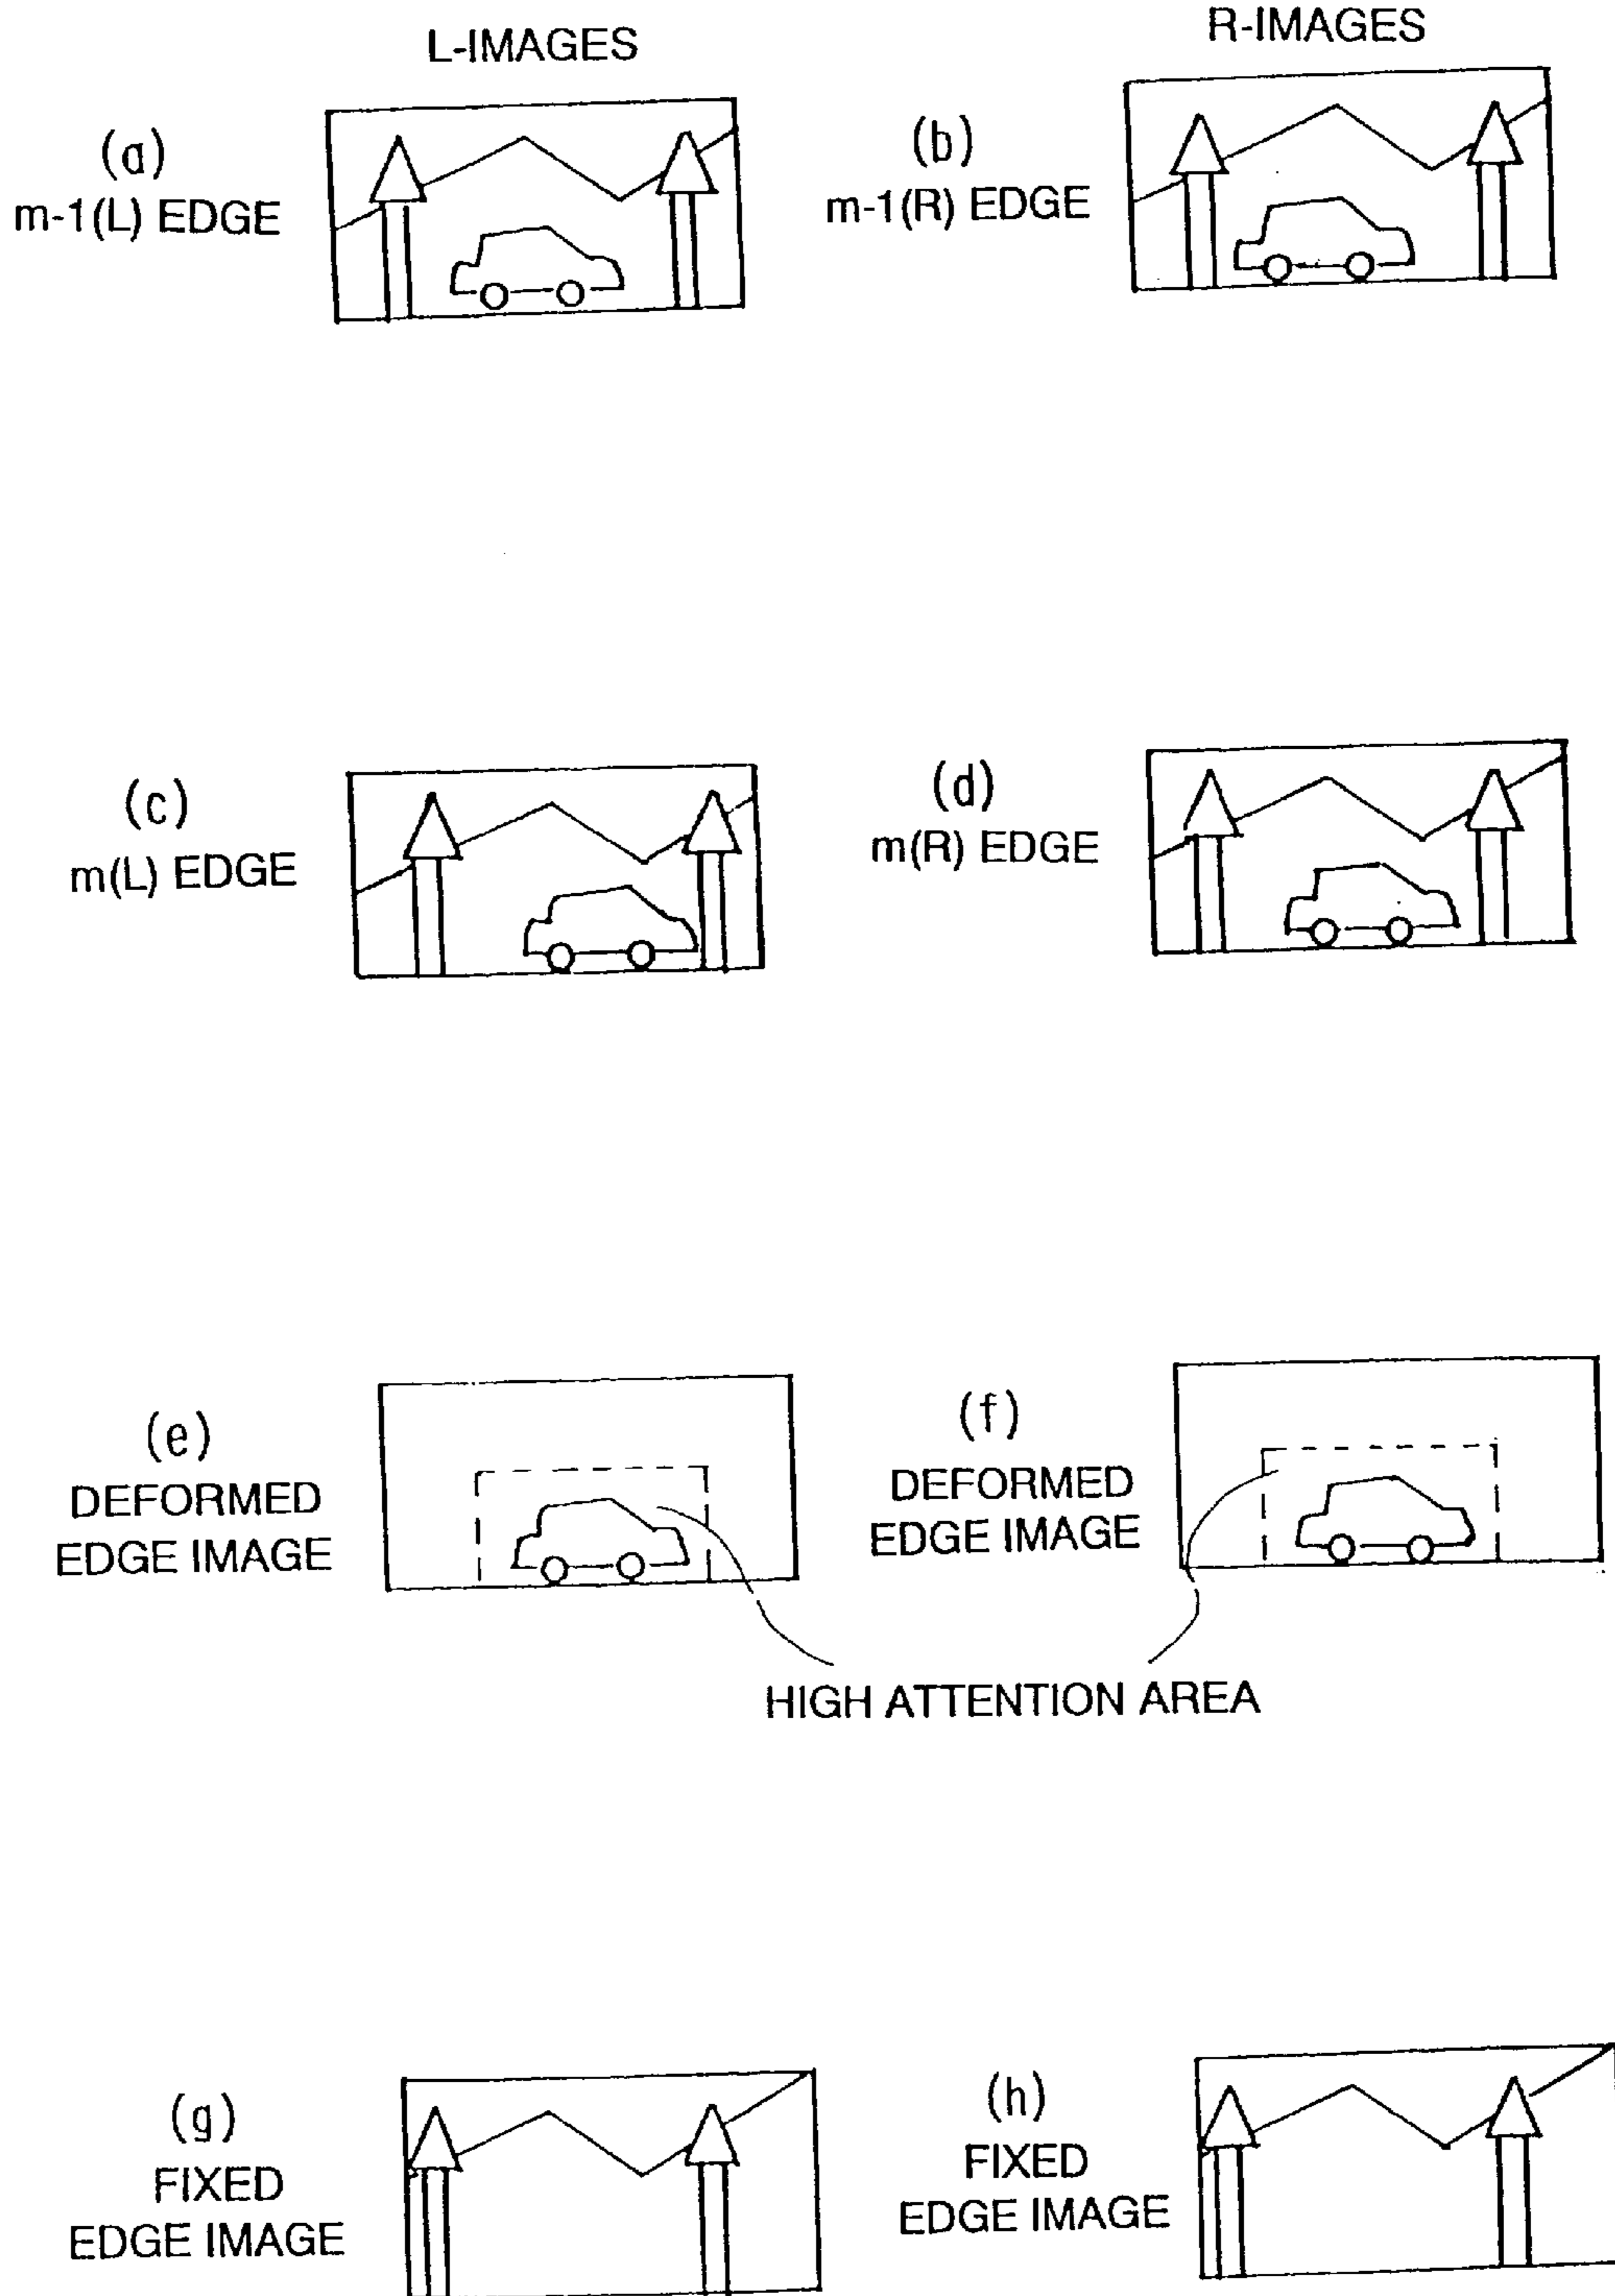 L-IMAGES
R-IMAGES
(a)
m-1(L) EDGE
(b)
m-1(R) EDGE
(c)
m(L) EDGE
(d)
m(R) EDGE
(e)
DEFORMED
EDGE IMAGE
(f)
DEFORMED
EDGE IMAGE
HIGH ATTENTION AREA
(g)
FIXED
EDGE IMAGE
(h)
FIXED
EDGE IMAGE